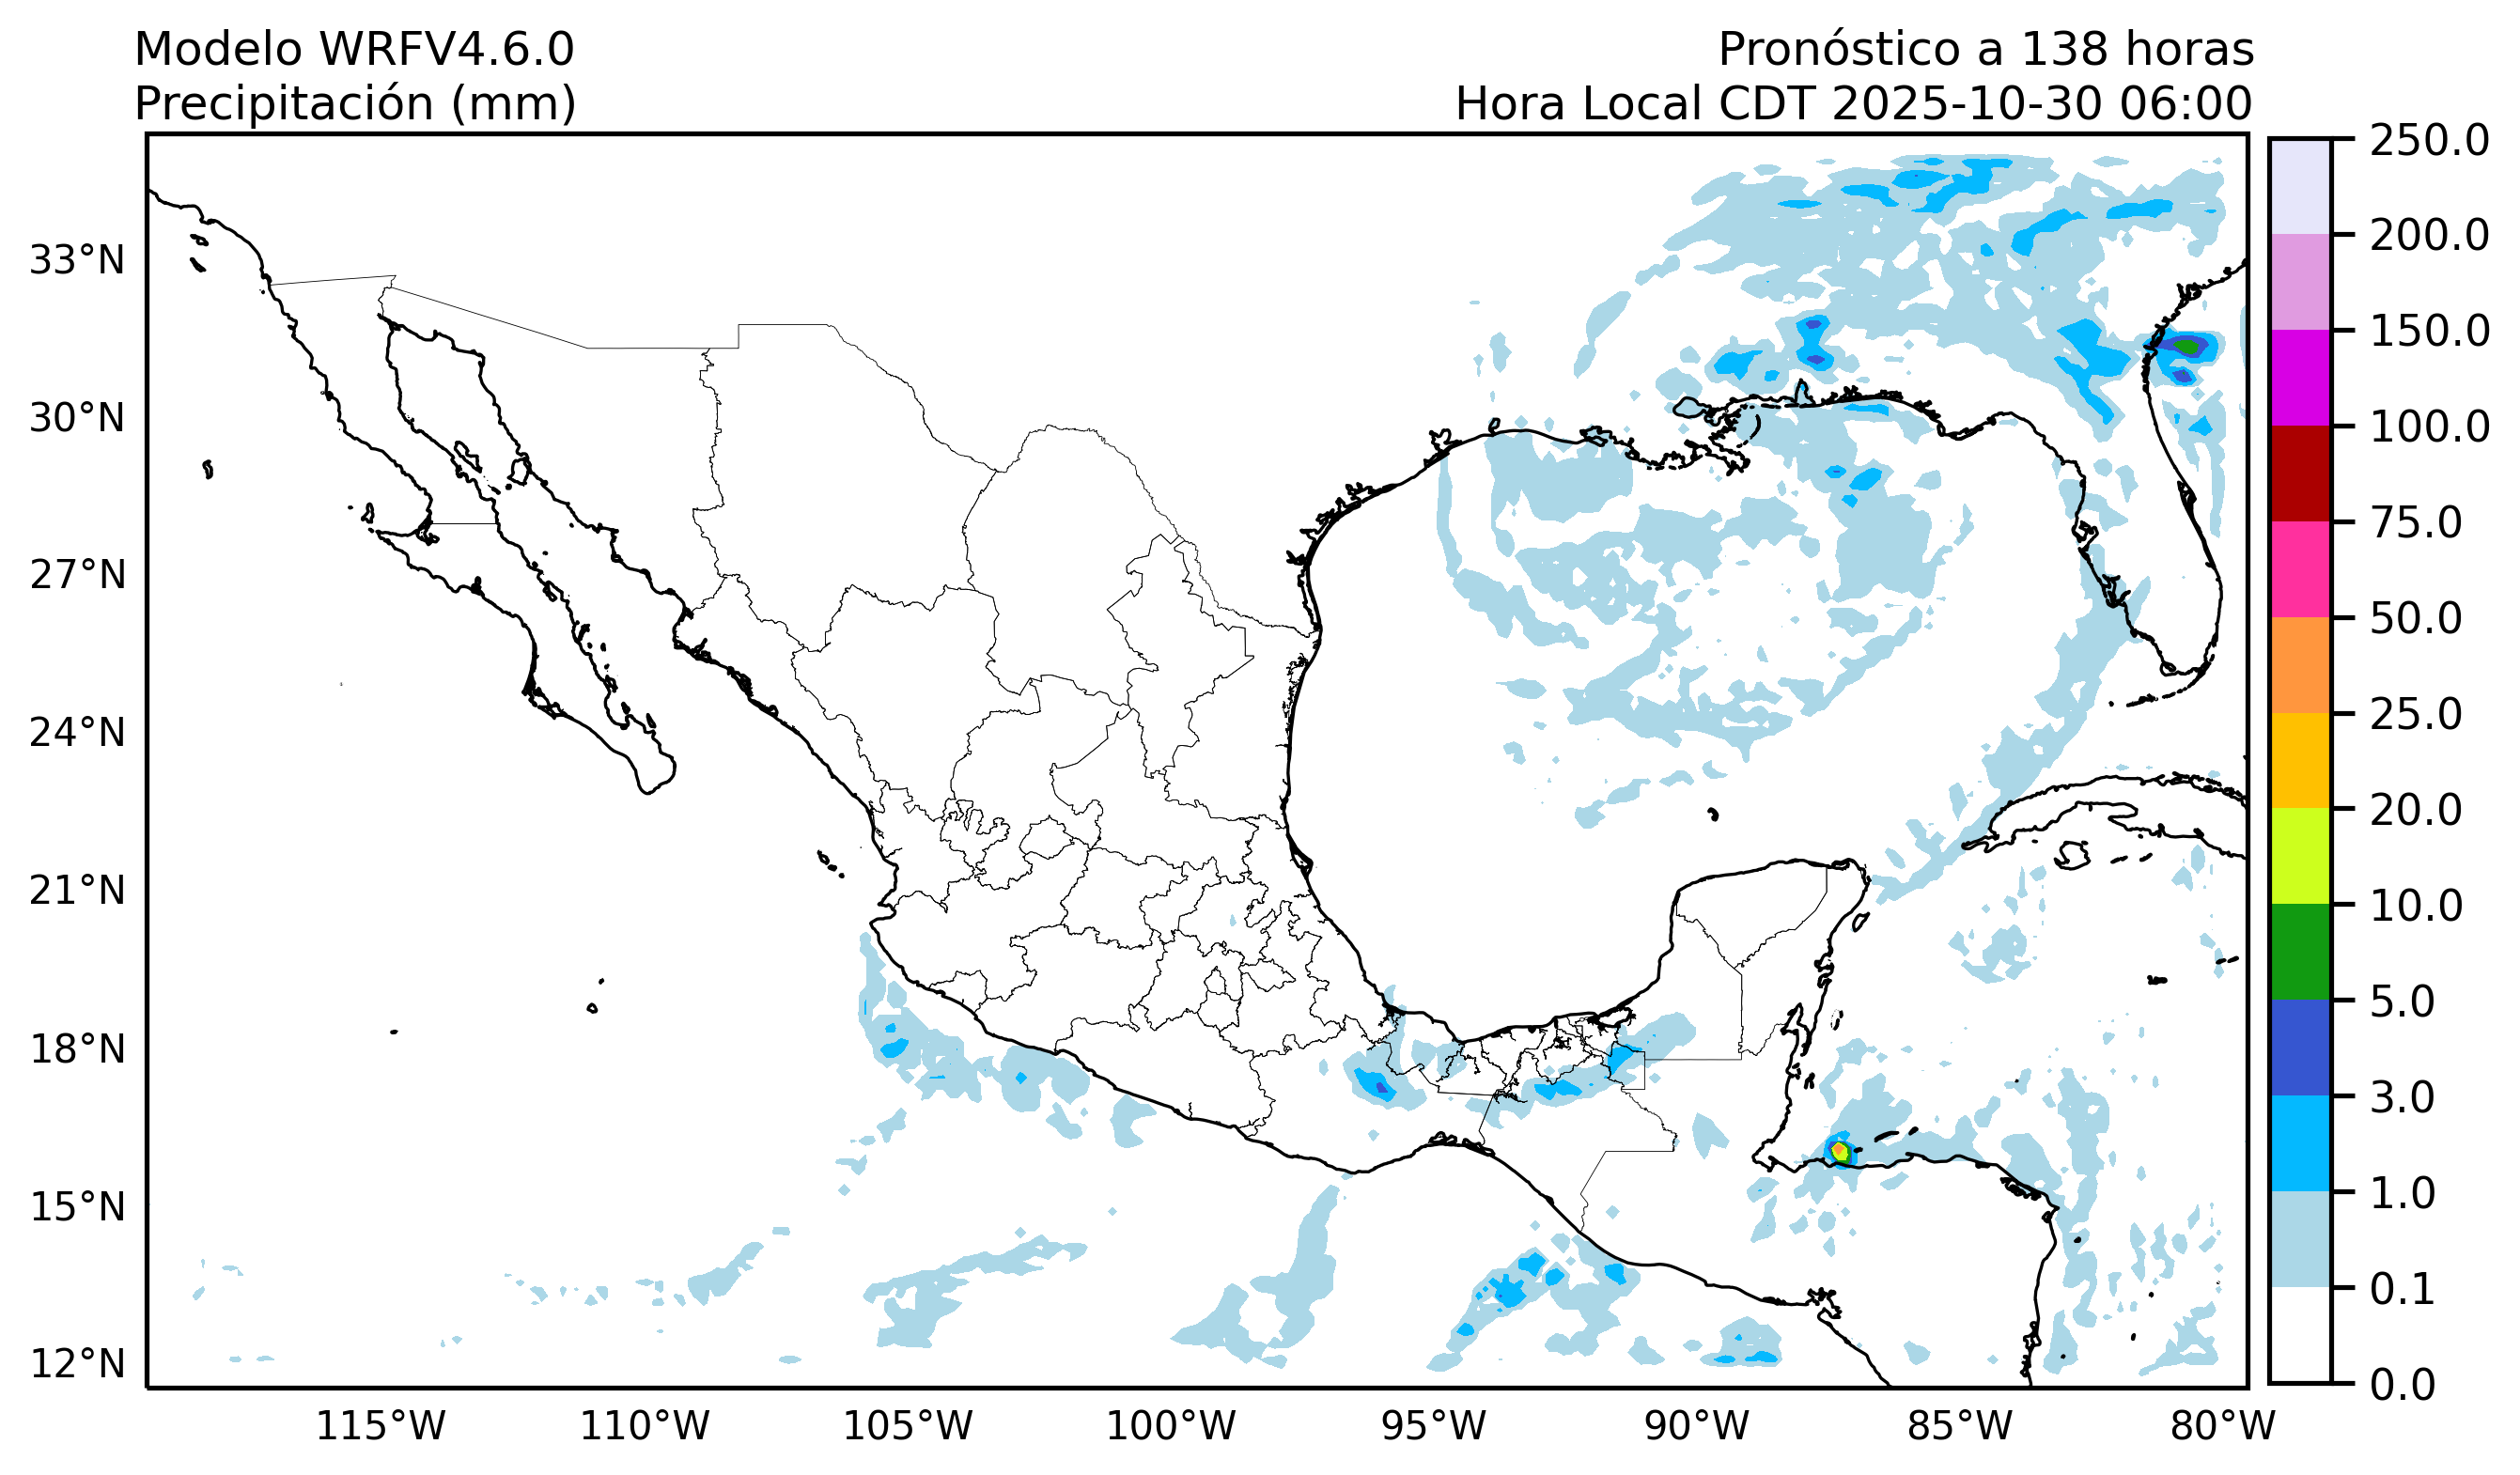 Modelo WRFV4.6.0
Precipitación (mm)
Pronóstico a 138 horas
Hora Local CDT 2025-10-30 06:00
33°N
30°N
27°N
24°N
21°N
18°N
15°N
12°N
115°W
110°W
105°W
100°W
95°W
90°W
85°W
80°W
250.0
200.0
150.0
100.0
75.0
50.0
25.0
20.0
10.0
5.0
3.0
1.0
0.1
0.0